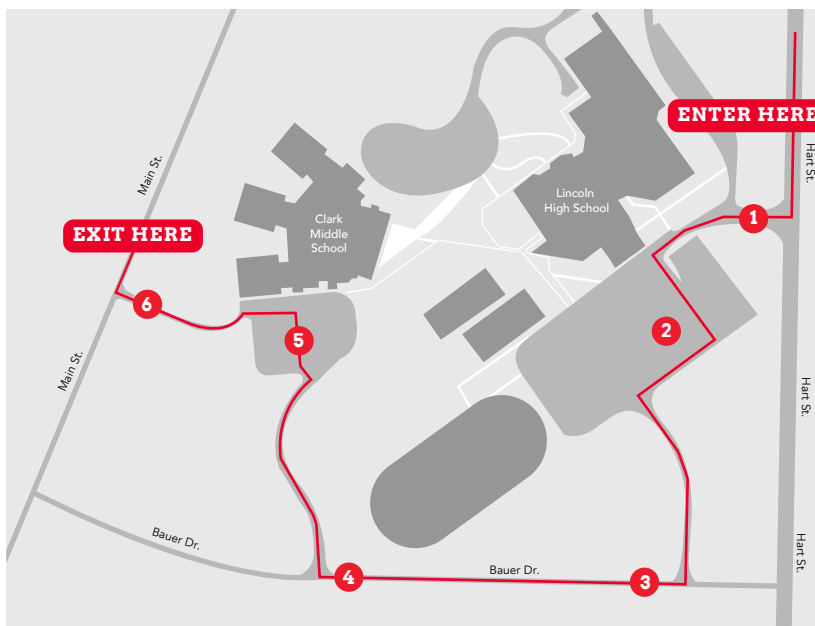 Main St.
ENTER HERE
Hart St.
Lincoln
High School
1
Clark
Middle
School
EXIT HERE
6
5
2
Main St.
Hart St.
Bauer Dr.
Hart St.
4
Bauer Dr.
3